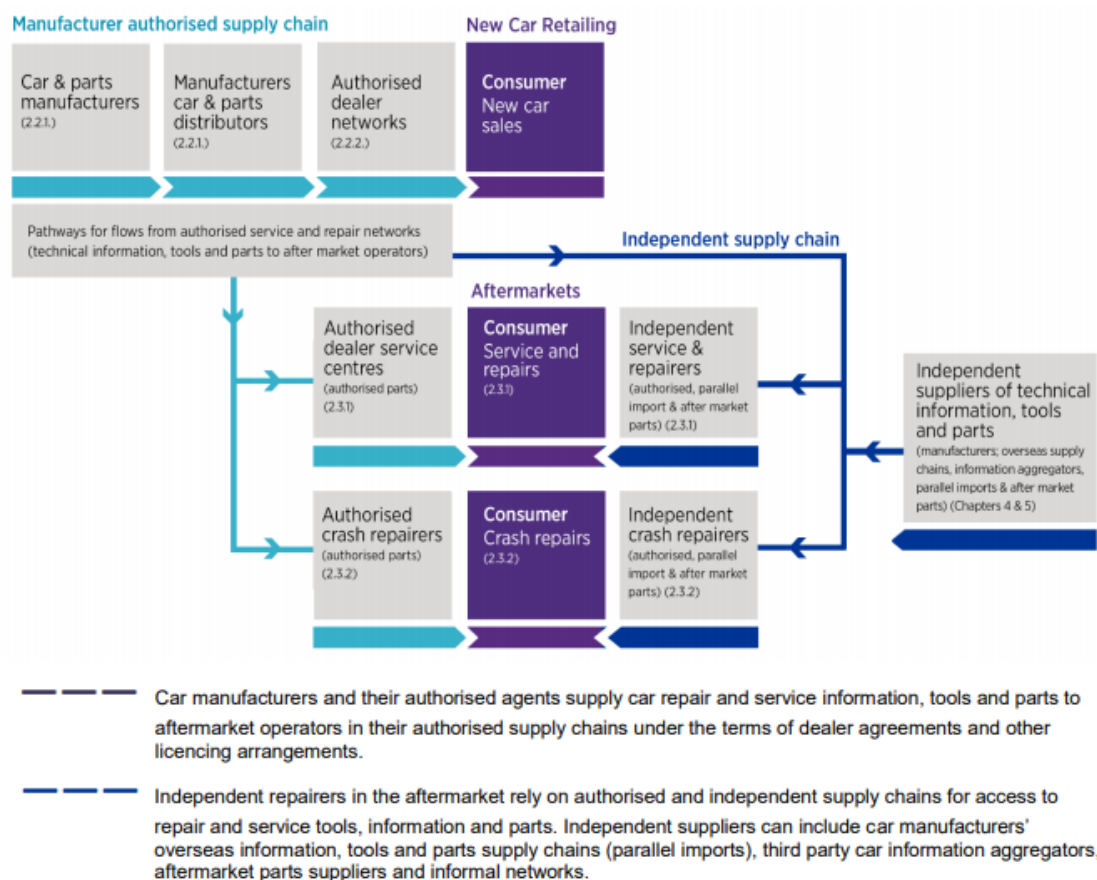 Manufacturer authorised supply chain
New Car Retailing
Car & parts
manufacturers
(2.2.1.)
Manufacturers
car & parts
distributors
(2.2.1.)
Authorised
dealer
networks
(2.2.2.)
Consumer
New car
sales
Pathways for flows from authorised service and repair networks
(technical information, tools and parts to after market operators)
Independent supply chain
Aftermarkets
Authorised
dealer service
centres
(authorised parts)
(2.3.1)
Consumer
Service and
repairs
(2.3.1)
Independent
service &
repairers
(authorised, parallel
import & after market
parts) (2.3.1)
Independent
suppliers of technical
information, tools
and parts
(manufacturers; overseas supply
chains, information aggregators,
parallel imports & after market
parts) (Chapters 4 & 5)
Authorised
crash repairers
(authorised parts)
(2.3.2)
Consumer
Crash repairs
(2.3.2)
Independent
crash repairers
(authorised, parallel
import & after market
parts) (2.3.2)
Car manufacturers and their authorised agents supply car repair and service information, tools and parts to
aftermarket operators in their authorised supply chains under the terms of dealer agreements and other
licencing arrangements.
Independent repairers in the aftermarket rely on authorised and independent supply chains for access to
repair and service tools, information and parts. Independent suppliers can include car manufacturers'
overseas information, tools and parts supply chains (parallel imports), third party car information aggregators,
aftermarket parts suppliers and informal networks.